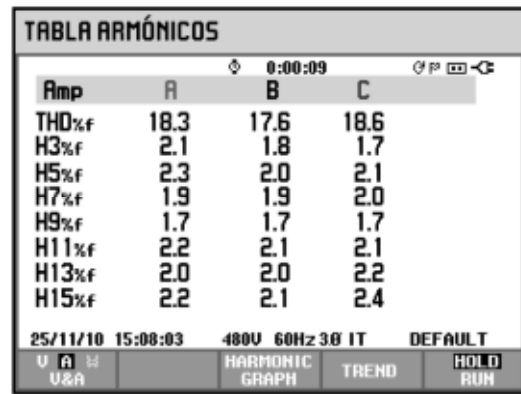 TABLA ARMÓNICOS
0:00:09
Amp A B C
THD%f 18.3 17.6 18.6
H3%f 2.1 1.8 1.7
H5%f 2.3 2.0 2.1
H7%f 1.9 1.9 2.0
H9%f 1.7 1.7 1.7
H11%f 2.2 2.1 2.1
H13%f 2.0 2.0 2.2
H15%f 2.2 2.1 2.4
25/11/10 15:08:03 480V 60Hz 3Ø IT DEFAULT
V A HARMONIC TREND HOLD
V&A GRAPH RUN